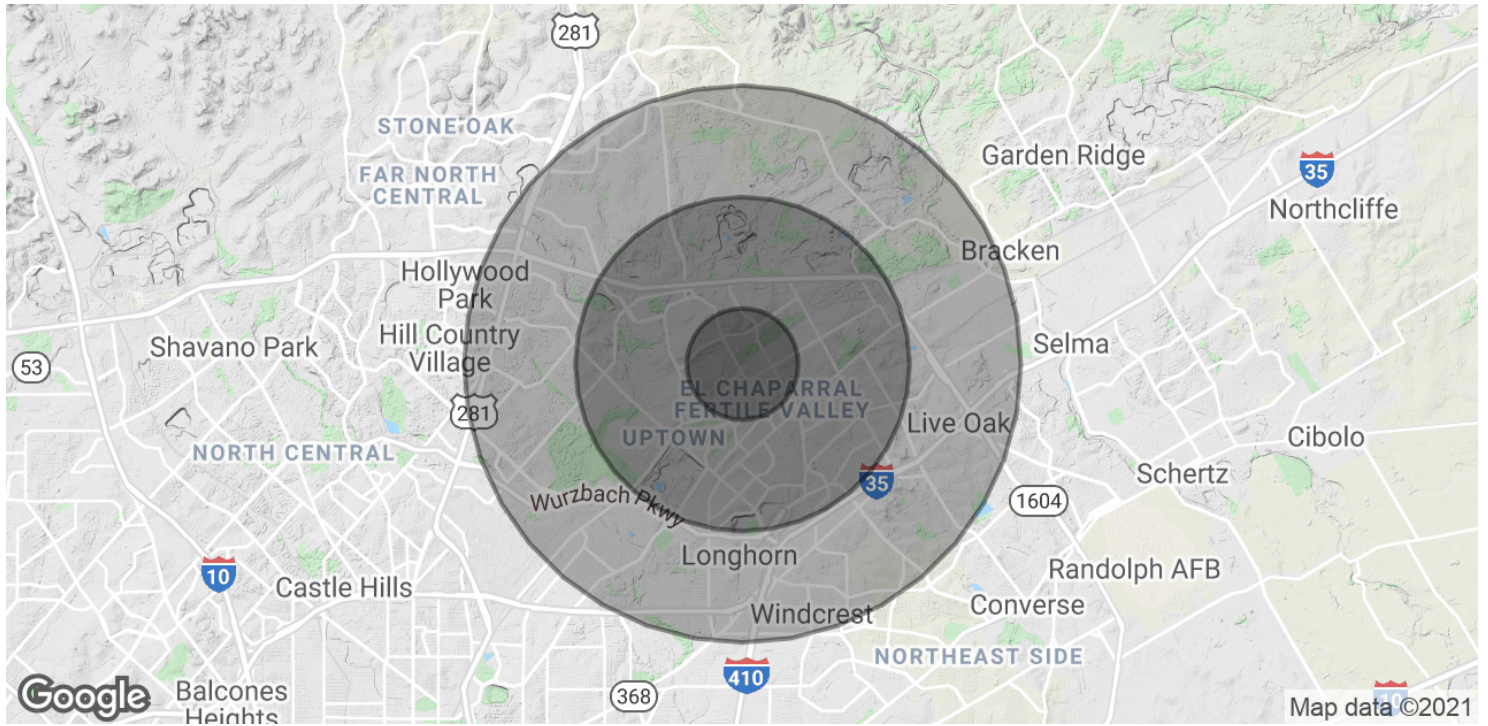 281
STONE OAK
FAR NORTH
CENTRAL
Garden Ridge
35
Northcliffe
Bracken
Hollywood
Park
Hill Country
Village
Shavano Park
53
Selma
EL CHAPARRAL
FERTILE VALLEY
281
UPTOWN
Live Oak
Cibolo
NORTH CENTRAL
Schertz
35
Wurzbach Pkwy
1604
Longhorn
10
Castle Hills
Randolph AFB
Converse
Windcrest
NORTHEAST SIDE
410
368
Google
Balcones
Heights
10
Map data ©2021